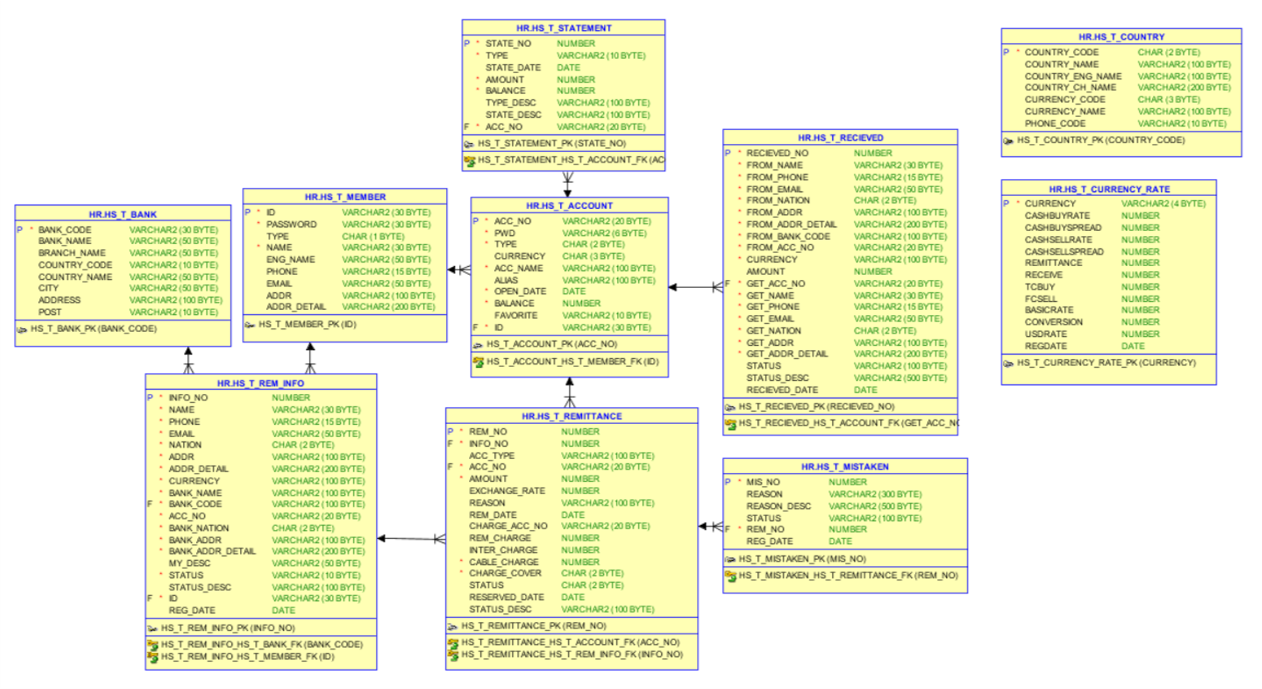 HR.HS_T_STATEMENT
P * STATE_NO NUMBER
* TYPE VARCHAR2 (10 BYTE)
STATE_DATE DATE
* AMOUNT NUMBER
* BALANCE NUMBER
TYPE_DESC VARCHAR2 (100 BYTE)
STATE_DESC VARCHAR2 (100 BYTE)
F * ACC_NO VARCHAR2 (20 BYTE)
HS_T_STATEMENT_PK (STATE_NO)
HS_T_STATEMENT_HS_T_ACCOUNT_FK (AC
HR.HS_T_COUNTRY
P * COUNTRY_CODE CHAR (2 BYTE)
COUNTRY_NAME VARCHAR2 (100 BYTE)
COUNTRY_ENG_NAME VARCHAR2 (100 BYTE)
COUNTRY_CH_NAME VARCHAR2 (200 BYTE)
CURRENCY_CODE CHAR (3 BYTE)
CURRENCY_NAME VARCHAR2 (100 BYTE)
PHONE_CODE VARCHAR2 (10 BYTE)
HS_T_COUNTRY_PK (COUNTRY_CODE)
HR.HS_T_BANK
P * BANK_CODE VARCHAR2 (30 BYTE)
BANK_NAME VARCHAR2 (50 BYTE)
BRANCH_NAME VARCHAR2 (50 BYTE)
COUNTRY_CODE VARCHAR2 (10 BYTE)
COUNTRY_NAME VARCHAR2 (50 BYTE)
CITY VARCHAR2 (50 BYTE)
ADDRESS VARCHAR2 (100 BYTE)
POST VARCHAR2 (10 BYTE)
HS_T_BANK_PK (BANK_CODE)
HR.HS_T_MEMBER
P * ID VARCHAR2 (30 BYTE)
* PASSWORD VARCHAR2 (30 BYTE)
TYPE CHAR (1 BYTE)
* NAME VARCHAR2 (30 BYTE)
ENG_NAME VARCHAR2 (50 BYTE)
PHONE VARCHAR2 (15 BYTE)
EMAIL VARCHAR2 (50 BYTE)
ADDR VARCHAR2 (100 BYTE)
ADDR_DETAIL VARCHAR2 (200 BYTE)
HS_T_MEMBER_PK (ID)
HR.HS_T_ACCOUNT
P * ACC_NO VARCHAR2 (20 BYTE)
* PWD VARCHAR2 (6 BYTE)
* TYPE CHAR (2 BYTE)
CURRENCY CHAR (3 BYTE)
* ACC_NAME VARCHAR2 (100 BYTE)
ALIAS VARCHAR2 (100 BYTE)
* OPEN_DATE DATE
* BALANCE NUMBER
FAVORITE VARCHAR2 (10 BYTE)
F * ID VARCHAR2 (30 BYTE)
HS_T_ACCOUNT_PK (ACC_NO)
HS_T_ACCOUNT_HS_T_MEMBER_FK (ID)
HR.HS_T_RECIEVED
P * RECIEVED_NO NUMBER
* FROM_NAME VARCHAR2 (30 BYTE)
* FROM_PHONE VARCHAR2 (15 BYTE)
* FROM_EMAIL VARCHAR2 (50 BYTE)
* FROM_NATION CHAR (2 BYTE)
* FROM_ADDR VARCHAR2 (100 BYTE)
* FROM_ADDR_DETAIL VARCHAR2 (200 BYTE)
* FROM_BANK_CODE VARCHAR2 (100 BYTE)
* FROM_ACC_NO VARCHAR2 (20 BYTE)
* CURRENCY VARCHAR2 (100 BYTE)
AMOUNT NUMBER
F * GET_ACC_NO VARCHAR2 (20 BYTE)
* GET_NAME VARCHAR2 (30 BYTE)
* GET_PHONE VARCHAR2 (15 BYTE)
* GET_EMAIL VARCHAR2 (50 BYTE)
* GET_NATION CHAR (2 BYTE)
* GET_ADDR VARCHAR2 (100 BYTE)
* GET_ADDR_DETAIL VARCHAR2 (200 BYTE)
STATUS VARCHAR2 (100 BYTE)
STATUS_DESC VARCHAR2 (500 BYTE)
RECIEVED_DATE DATE
HS_T_RECIEVED_PK (RECIEVED_NO)
HS_T_RECIEVED_HS_T_ACCOUNT_FK (GET_ACC_NO
HR.HS_T_CURRENCY_RATE
P * CURRENCY VARCHAR2 (4 BYTE)
CASHBUYRATE NUMBER
CASHBUYSPREAD NUMBER
CASHSELLRATE NUMBER
CASHSELLSPREAD NUMBER
REMITTANCE NUMBER
RECEIVE NUMBER
TCBUY NUMBER
FCSELL NUMBER
BASICRATE NUMBER
CONVERSION NUMBER
USDRATE NUMBER
REGDATE DATE
HS_T_CURRENCY_RATE_PK (CURRENCY)
HR.HS_T_REM_INFO
P * INFO_NO NUMBER
* NAME VARCHAR2 (30 BYTE)
* PHONE VARCHAR2 (15 BYTE)
* EMAIL VARCHAR2 (50 BYTE)
* NATION CHAR (2 BYTE)
* ADDR VARCHAR2 (100 BYTE)
* ADDR_DETAIL VARCHAR2 (200 BYTE)
* CURRENCY VARCHAR2 (100 BYTE)
* BANK_NAME VARCHAR2 (100 BYTE)
F * BANK_CODE VARCHAR2 (100 BYTE)
* ACC_NO VARCHAR2 (20 BYTE)
* BANK_NATION CHAR (2 BYTE)
* BANK_ADDR VARCHAR2 (100 BYTE)
* BANK_ADDR_DETAIL VARCHAR2 (200 BYTE)
MY_DESC VARCHAR2 (50 BYTE)
* STATUS VARCHAR2 (10 BYTE)
STATUS_DESC VARCHAR2 (100 BYTE)
F * ID VARCHAR2 (30 BYTE)
REG_DATE DATE
HS_T_REM_INFO_PK (INFO_NO)
HS_T_REM_INFO_HS_T_BANK_FK (BANK_CODE)
HS_T_REM_INFO_HS_T_MEMBER_FK (ID)
HR.HS_T_REMITTANCE
P * REM_NO NUMBER
F * INFO_NO NUMBER
ACC_TYPE VARCHAR2 (100 BYTE)
F * ACC_NO VARCHAR2 (20 BYTE)
* AMOUNT NUMBER
EXCHANGE_RATE NUMBER
* REASON VARCHAR2 (100 BYTE)
REM_DATE DATE
CHARGE_ACC_NO VARCHAR2 (20 BYTE)
REM_CHARGE NUMBER
INTER_CHARGE NUMBER
* CABLE_CHARGE NUMBER
* CHARGE_COVER CHAR (2 BYTE)
STATUS CHAR (2 BYTE)
RESERVED_DATE DATE
STATUS_DESC VARCHAR2 (100 BYTE)
HS_T_REMITTANCE_PK (REM_NO)
HS_T_REMITTANCE_HS_T_ACCOUNT_FK (ACC_NO)
HS_T_REMITTANCE_HS_T_REM_INFO_FK (INFO_NO)
HR.HS_T_MISTAKEN
P * MIS_NO NUMBER
REASON VARCHAR2 (300 BYTE)
REASON_DESC VARCHAR2 (500 BYTE)
STATUS VARCHAR2 (100 BYTE)
F * REM_NO NUMBER
REG_DATE DATE
HS_T_MISTAKEN_PK (MIS_NO)
HS_T_MISTAKEN_HS_T_REMITTANCE_FK (REM_NO)